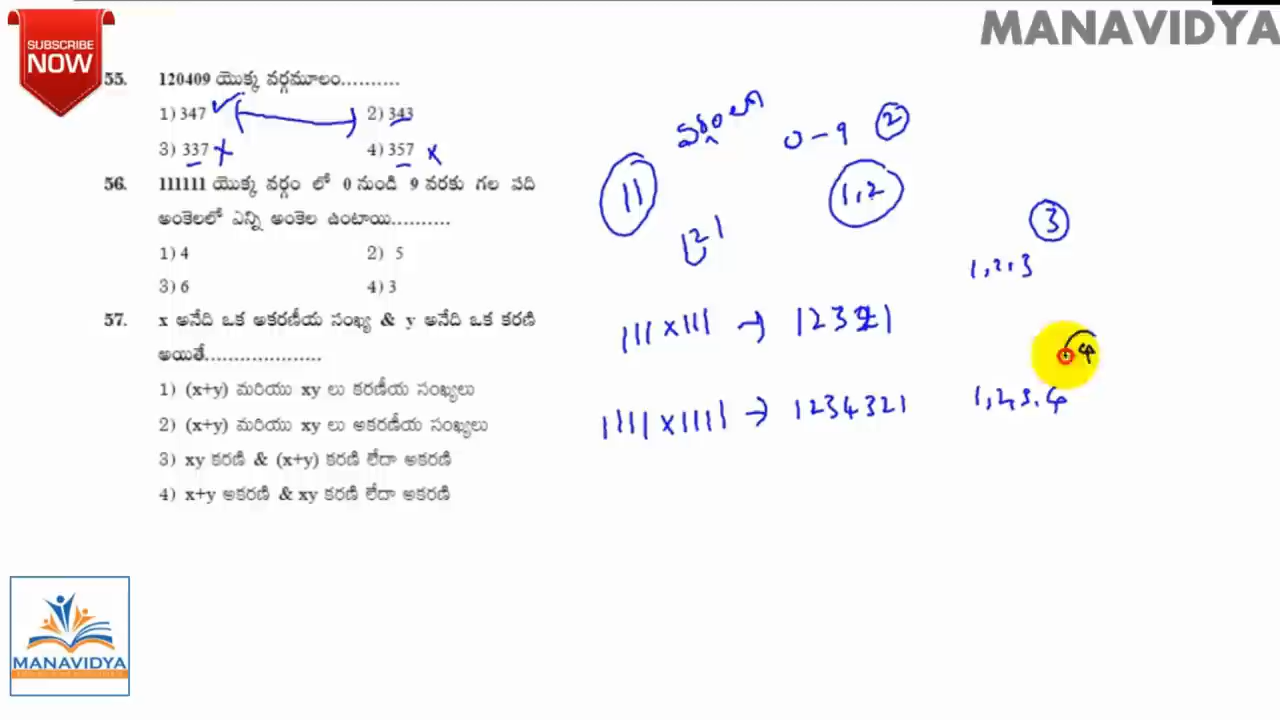 MANAVIDYA
SUBSCRIBE
NOW
55. 120409 యొక్క వర్గమూలం..........
1) 347 2) 343
3) 337 4) 357
56. 111111 యొక్క వర్గం లో 0 నుండి 9 వరకు గల పది
అంకెలలో ఎన్ని అంకెల ఉంటాయి..........
1) 4 2) 5
3) 6 4) 3
57. x అనేది ఒక అకరణీయ సంఖ్య & y అనేది ఒక కరణి
అయితే....................
1) (x+y) మరియు xy లు కరణీయ సంఖ్యలు
2) (x+y) మరియు xy లు అకరణీయ సంఖ్యలు
3) xy కరణి & (x+y) కరణి లేదా అకరణి
4) x+y అకరణి & xy కరణి లేదా అకరణి
0-9 2
11 1,2
121
3
1,2,3
111×111 → 12321
4
1111×1111 → 1234321 1,2,3,4
MANAVIDYA